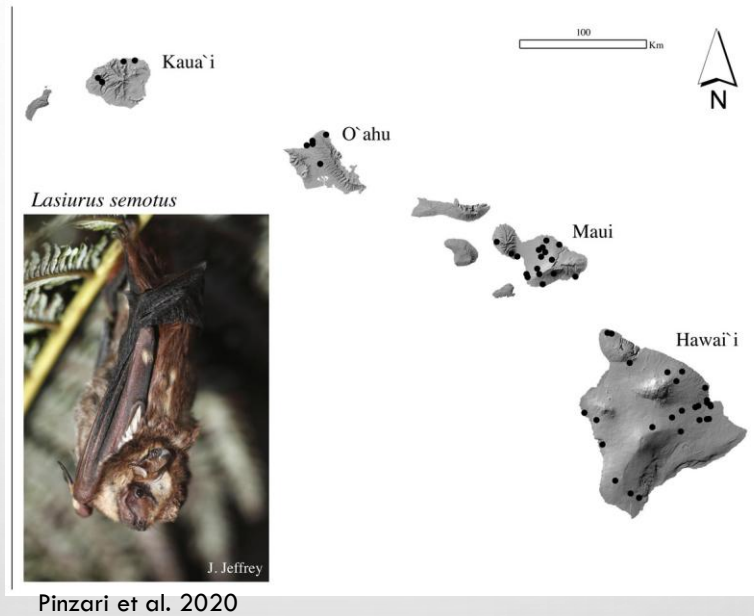 100
Km
Kaua`i
N
O`ahu
Lasiurus semotus
Maui
Hawai`i
J. Jeffrey
Pinzari et al. 2020